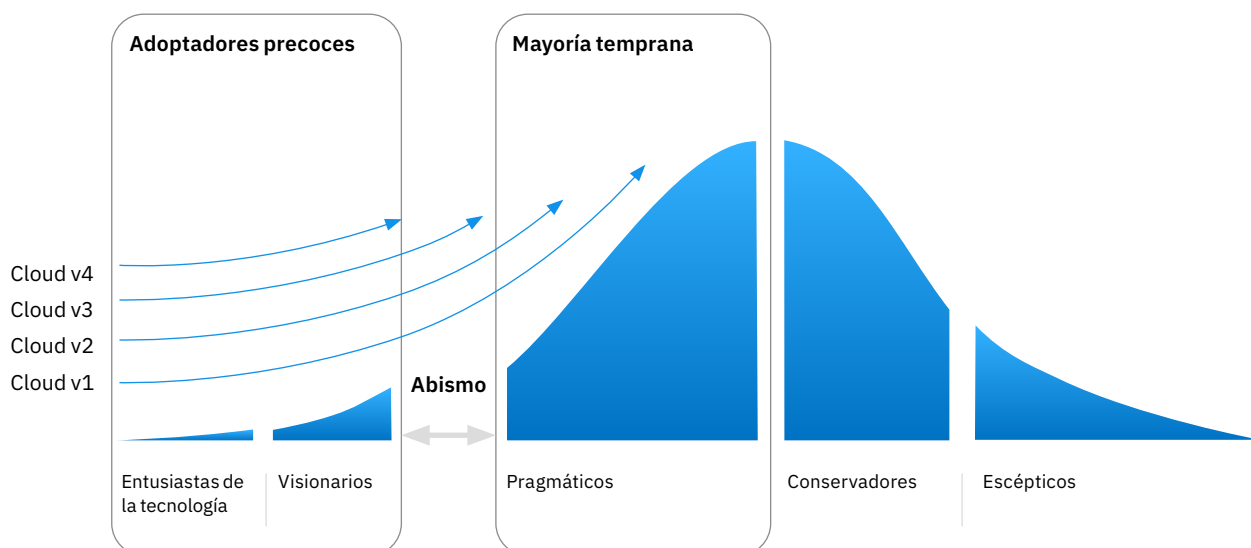 Adoptadores precoces
Mayoría temprana
Cloud v4
Cloud v3
Cloud v2
Cloud v1
Abismo
Entusiastas de
la tecnología
Visionarios
Pragmáticos
Conservadores
Escépticos